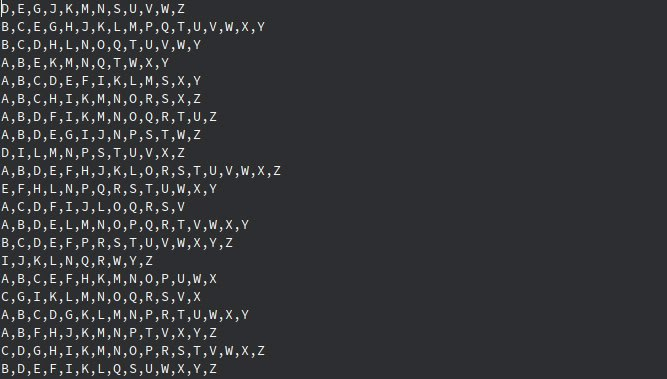 D,E,G,J,K,M,N,S,U,V,W,Z
B,C,E,G,H,J,K,L,M,P,Q,T,U,V,W,X,Y
B,C,D,H,L,N,O,Q,T,U,V,W,Y
A,B,E,K,M,N,Q,T,W,X,Y
A,B,C,D,E,F,I,K,L,M,S,X,Y
A,B,C,H,I,K,M,N,O,R,S,X,Z
A,B,D,F,I,K,M,N,O,Q,R,T,U,Z
A,B,D,E,G,I,J,N,P,S,T,W,Z
D,I,L,M,N,P,S,T,U,V,X,Z
A,B,D,E,F,H,J,K,L,O,R,S,T,U,V,W,X,Z
E,F,H,L,N,P,Q,R,S,T,U,W,X,Y
A,C,D,F,I,J,L,O,Q,R,S,V
A,B,D,E,L,M,N,O,P,Q,R,T,V,W,X,Y
B,C,D,E,F,P,R,S,T,U,V,W,X,Y,Z
I,J,K,L,N,Q,R,W,Y,Z
A,B,C,E,F,H,K,M,N,O,P,U,W,X
C,G,I,K,L,M,N,O,Q,R,S,V,X
A,B,C,D,G,K,L,M,N,P,R,T,U,W,X,Y
A,B,F,H,J,K,M,N,P,T,V,X,Y,Z
C,D,G,H,I,K,M,N,O,P,R,S,T,V,W,X,Z
B,D,E,F,I,K,L,Q,S,U,W,X,Y,Z